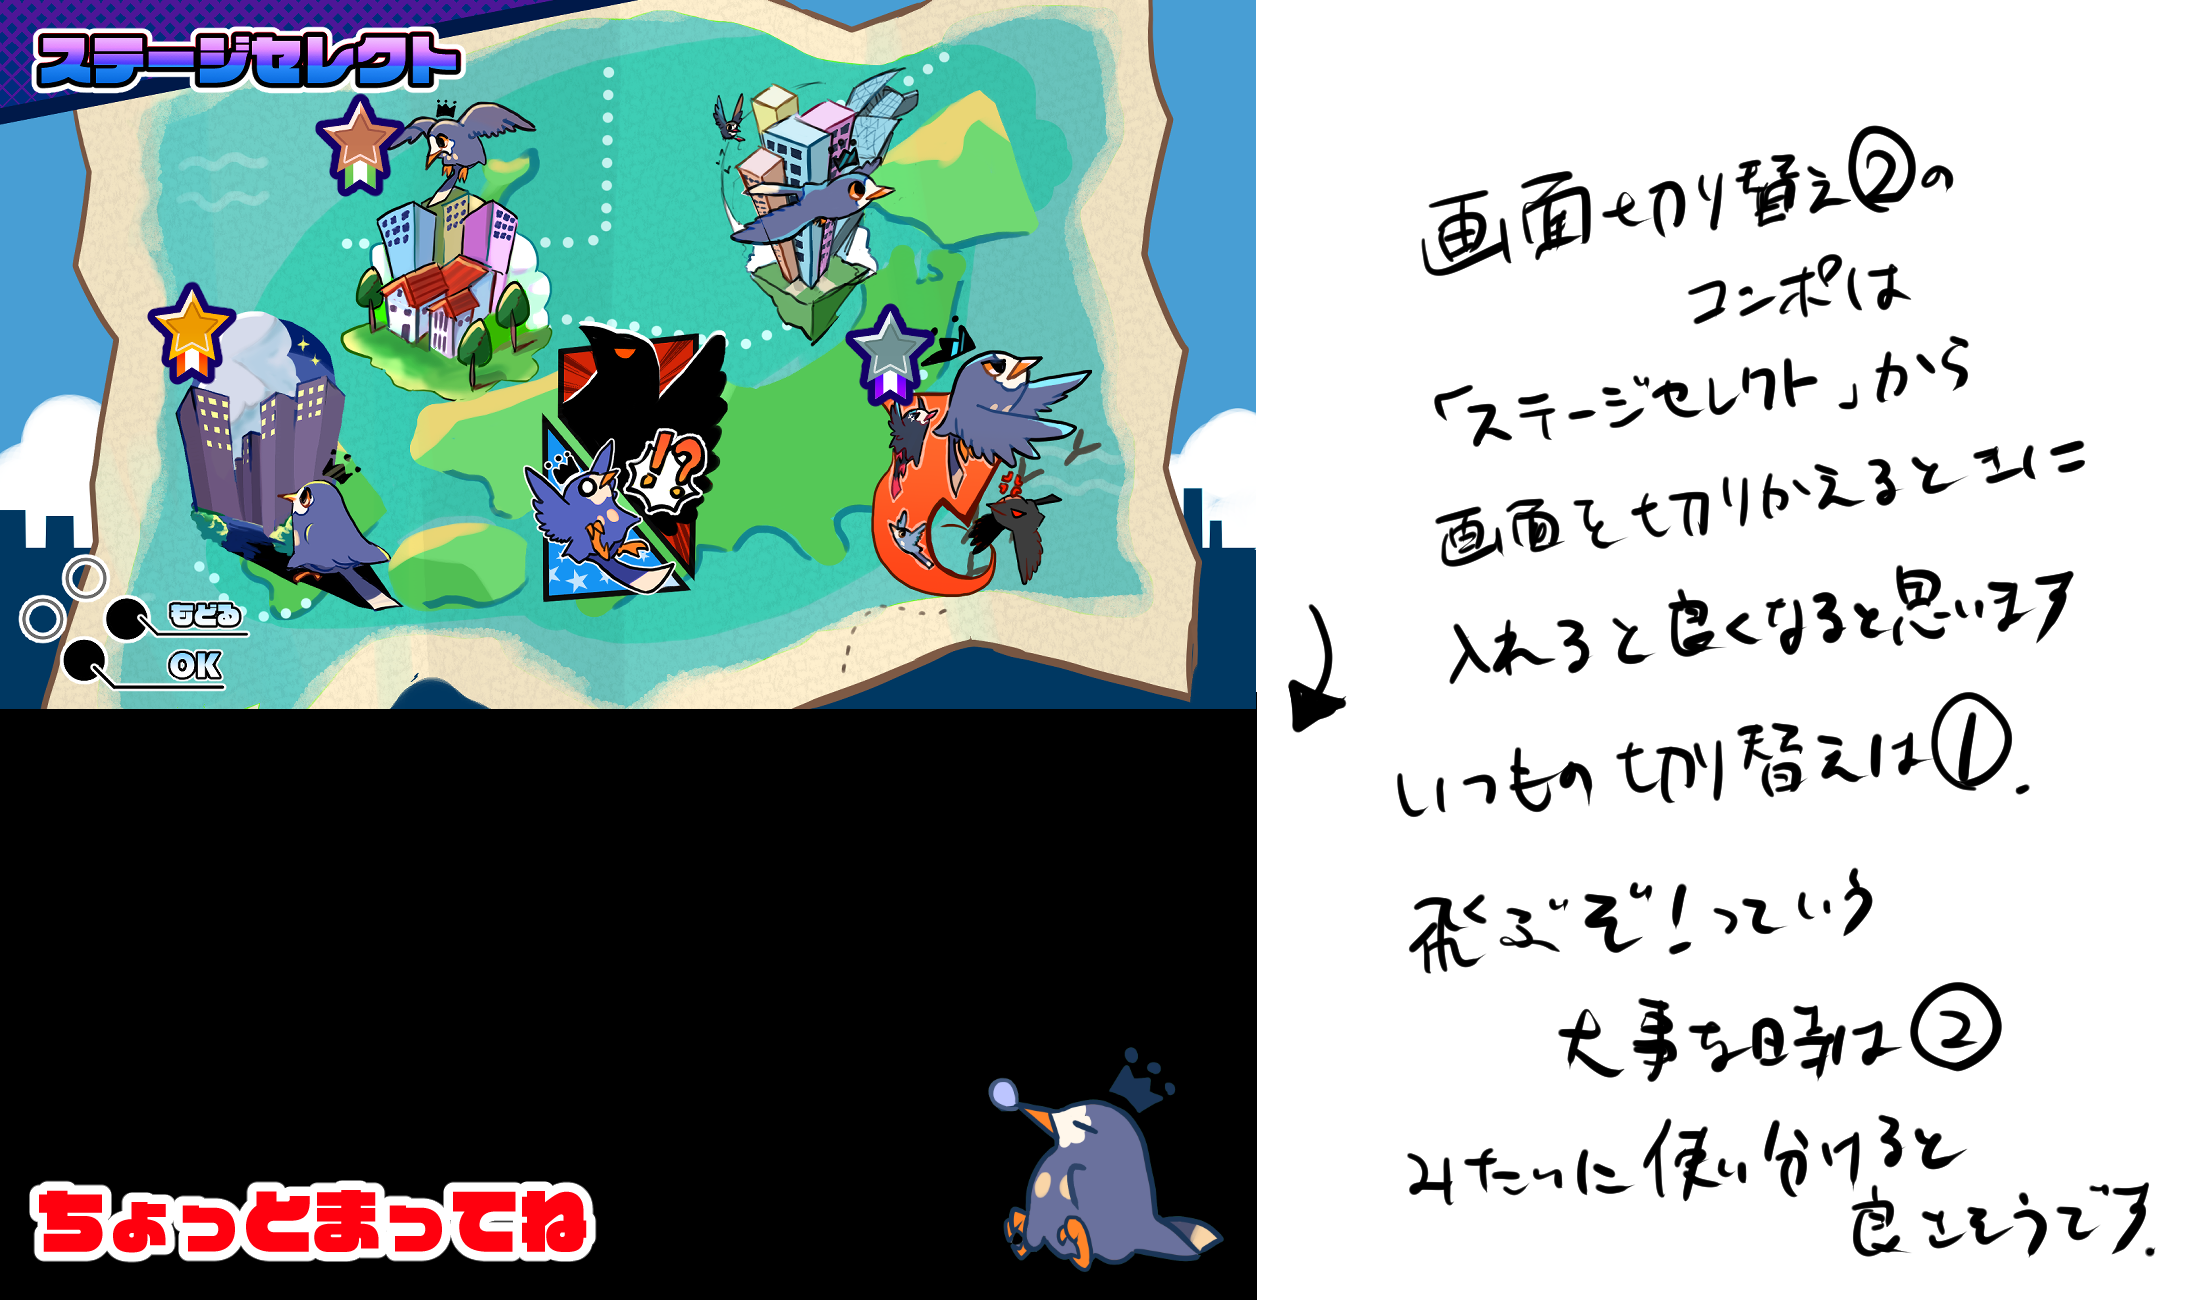 ステージセレクト
!?
もどる
OK
ちょっとまってね
画面切り替え②の
コンポは
「ステージセレクト」から
画面を切りかえるときに
入れると良くなると思います
いつもの切り替えは①.
飛ぶぞ!っていう
大事な時は②
みたいに使い分けると
良さそうです.